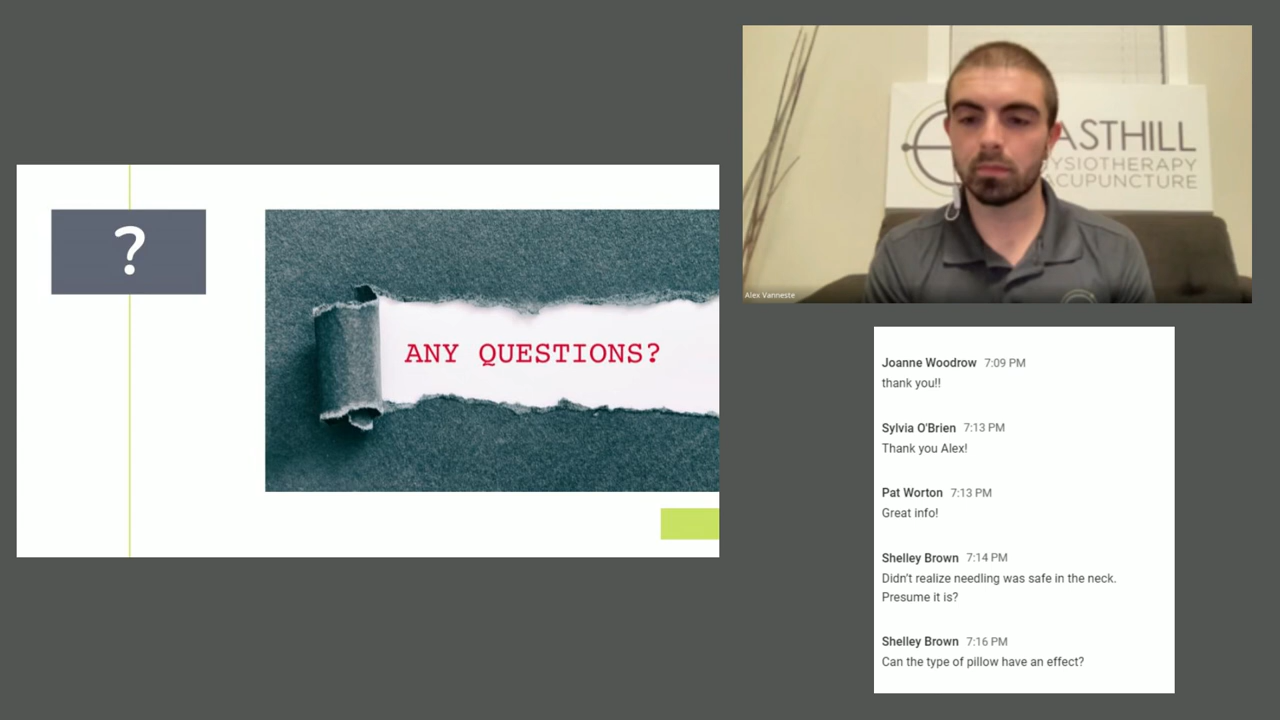 ?
ANY QUESTIONS?
ASTHILL
YSIOTHERAPY
ACUPUNCTURE
Alex Vanneste
Joanne Woodrow 7:09 PM
thank you!!
Sylvia O'Brien 7:13 PM
Thank you Alex!
Pat Worton 7:13 PM
Great info!
Shelley Brown 7:14 PM
Didn't realize needling was safe in the neck.
Presume it is?
Shelley Brown 7:16 PM
Can the type of pillow have an effect?